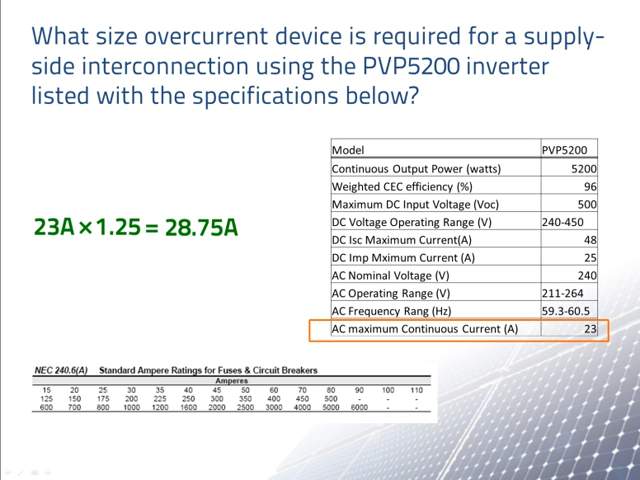 What size overcurrent device is required for a supply-
side interconnection using the PVP5200 inverter
listed with the specifications below?
23A × 1.25 = 28.75A
Model PVP5200
Continuous Output Power (watts) 5200
Weighted CEC efficiency (%) 96
Maximum DC Input Voltage (Voc) 500
DC Voltage Operating Range (V) 240-450
DC Isc Maximum Current(A) 48
DC Imp Mximum Current (A) 25
AC Nominal Voltage (V) 240
AC Operating Range (V) 211-264
AC Frequency Rang (Hz) 59.3-60.5
AC maximum Continuous Current (A) 23
NEC 240.6(A) Standard Ampere Ratings for Fuses & Circuit Breakers
Amperes
15 20 25 30 35 40 45 50 60 70 80 90 100 110
125 150 175 200 225 250 300 350 400 450 500 - - -
600 700 800 1000 1200 1600 2000 2500 3000 4000 5000 6000 - -